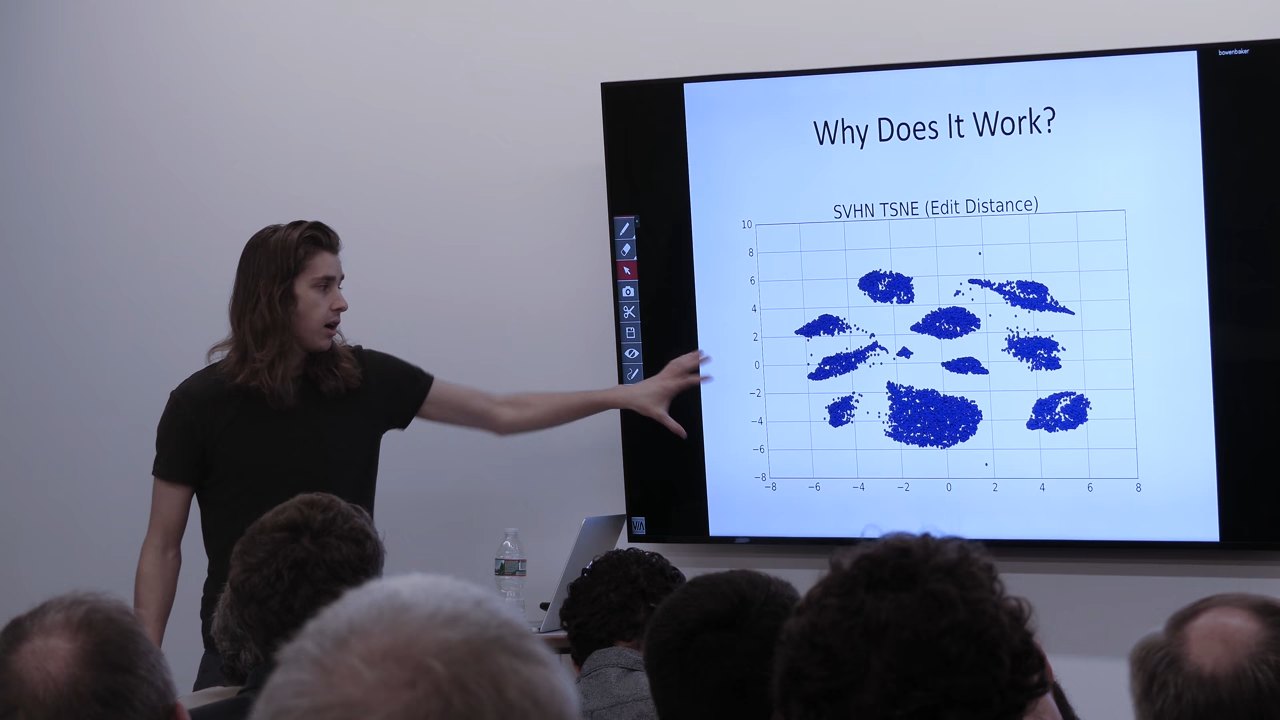 bowenbaker
Why Does It Work?
SVHN TSNE (Edit Distance)
10
8
6
4
2
0
−2
−4
−6
−8
−8 −6 −4 −2 0 2 4 6 8
VIA